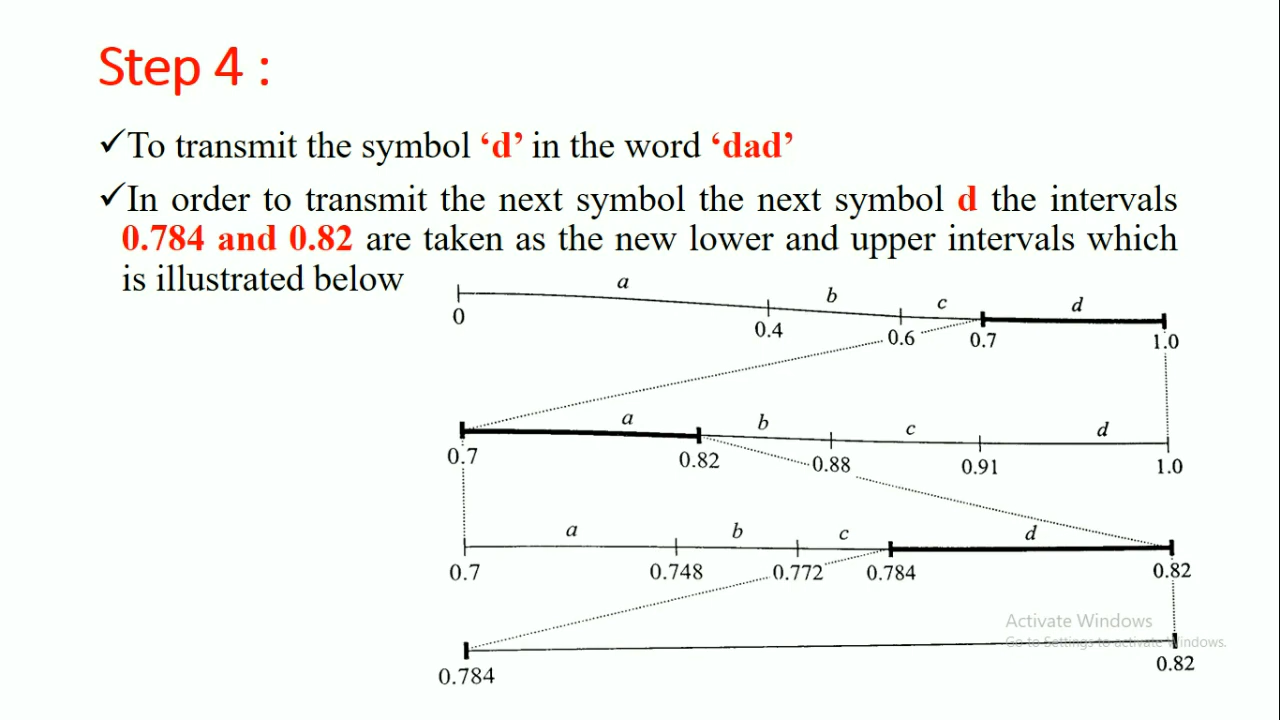 Step 4 :
✓To transmit the symbol ‘d’ in the word ‘dad’
✓In order to transmit the next symbol the next symbol d the intervals
0.784 and 0.82 are taken as the new lower and upper intervals which
is illustrated below
a b c d
0 0.4 0.6 0.7 1.0
a b c d
0.7 0.82 0.88 0.91 1.0
a b c d
0.7 0.748 0.772 0.784 0.82
Activate Windows
Go to Settings to activate Windows.
0.784 0.82